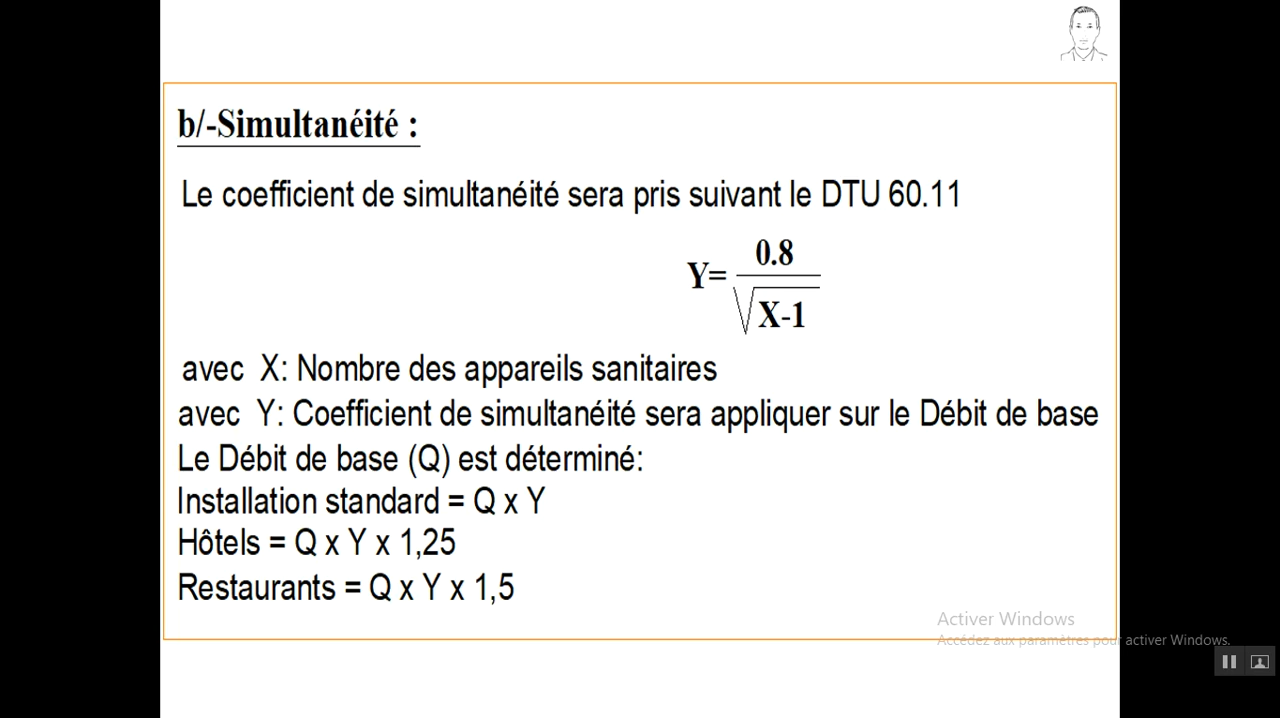 b/-Simultanéité :
Le coefficient de simultanéité sera pris suivant le DTU 60.11
0.8
Y=
√X-1
avec X: Nombre des appareils sanitaires
avec Y: Coefficient de simultanéité sera appliquer sur le Débit de base
Le Débit de base (Q) est déterminé:
Installation standard = Q x Y
Hôtels = Q x Y x 1,25
Restaurants = Q x Y x 1,5
Activer Windows
Accédez aux paramètres pour activer Windows.